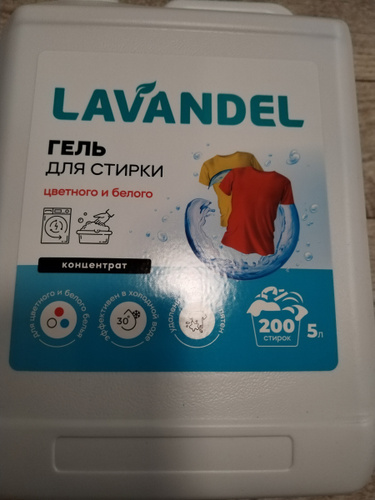 LAVANDEL
ГЕЛЬ
ДЛЯ СТИРКИ
цветного и белого
концентрат
для цветного и белого белья
эффективен в холодной воде
30°
200
стирок
5л